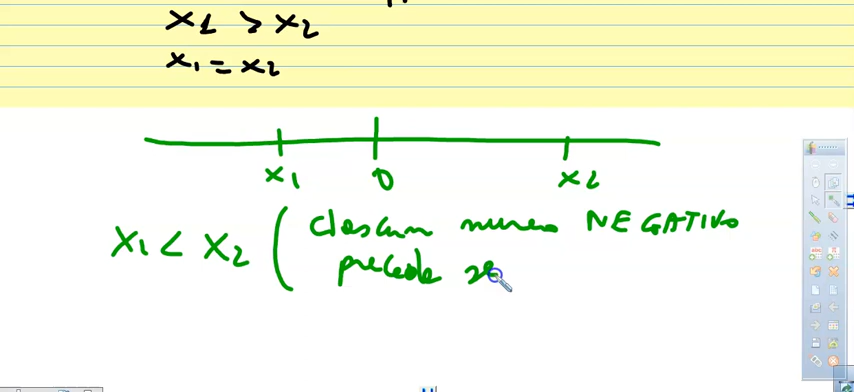 x1 > x2
x1 = x2
x1 0 x2
x1 < x2 ( ciascun numero NEGATIVO
precede